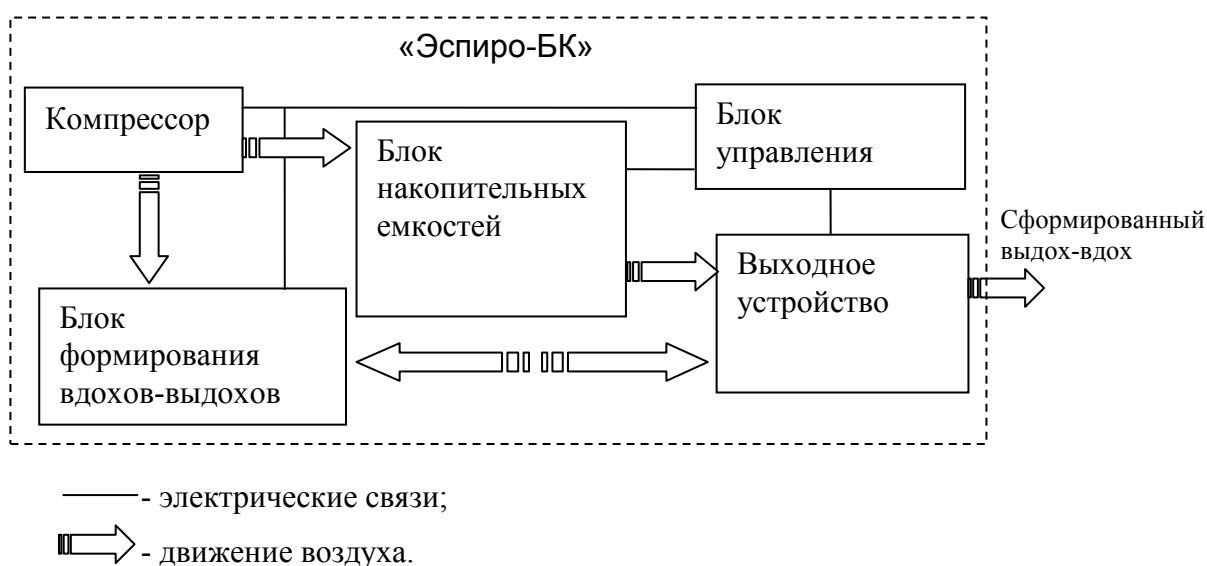 «Эспиро-БК»
Компрессор
Блок
накопительных
емкостей
Блок
управления
Выходное
устройство
Сформированный
выдох-вдох
Блок
формирования
вдохов-выдохов
- электрические связи;
- движение воздуха.